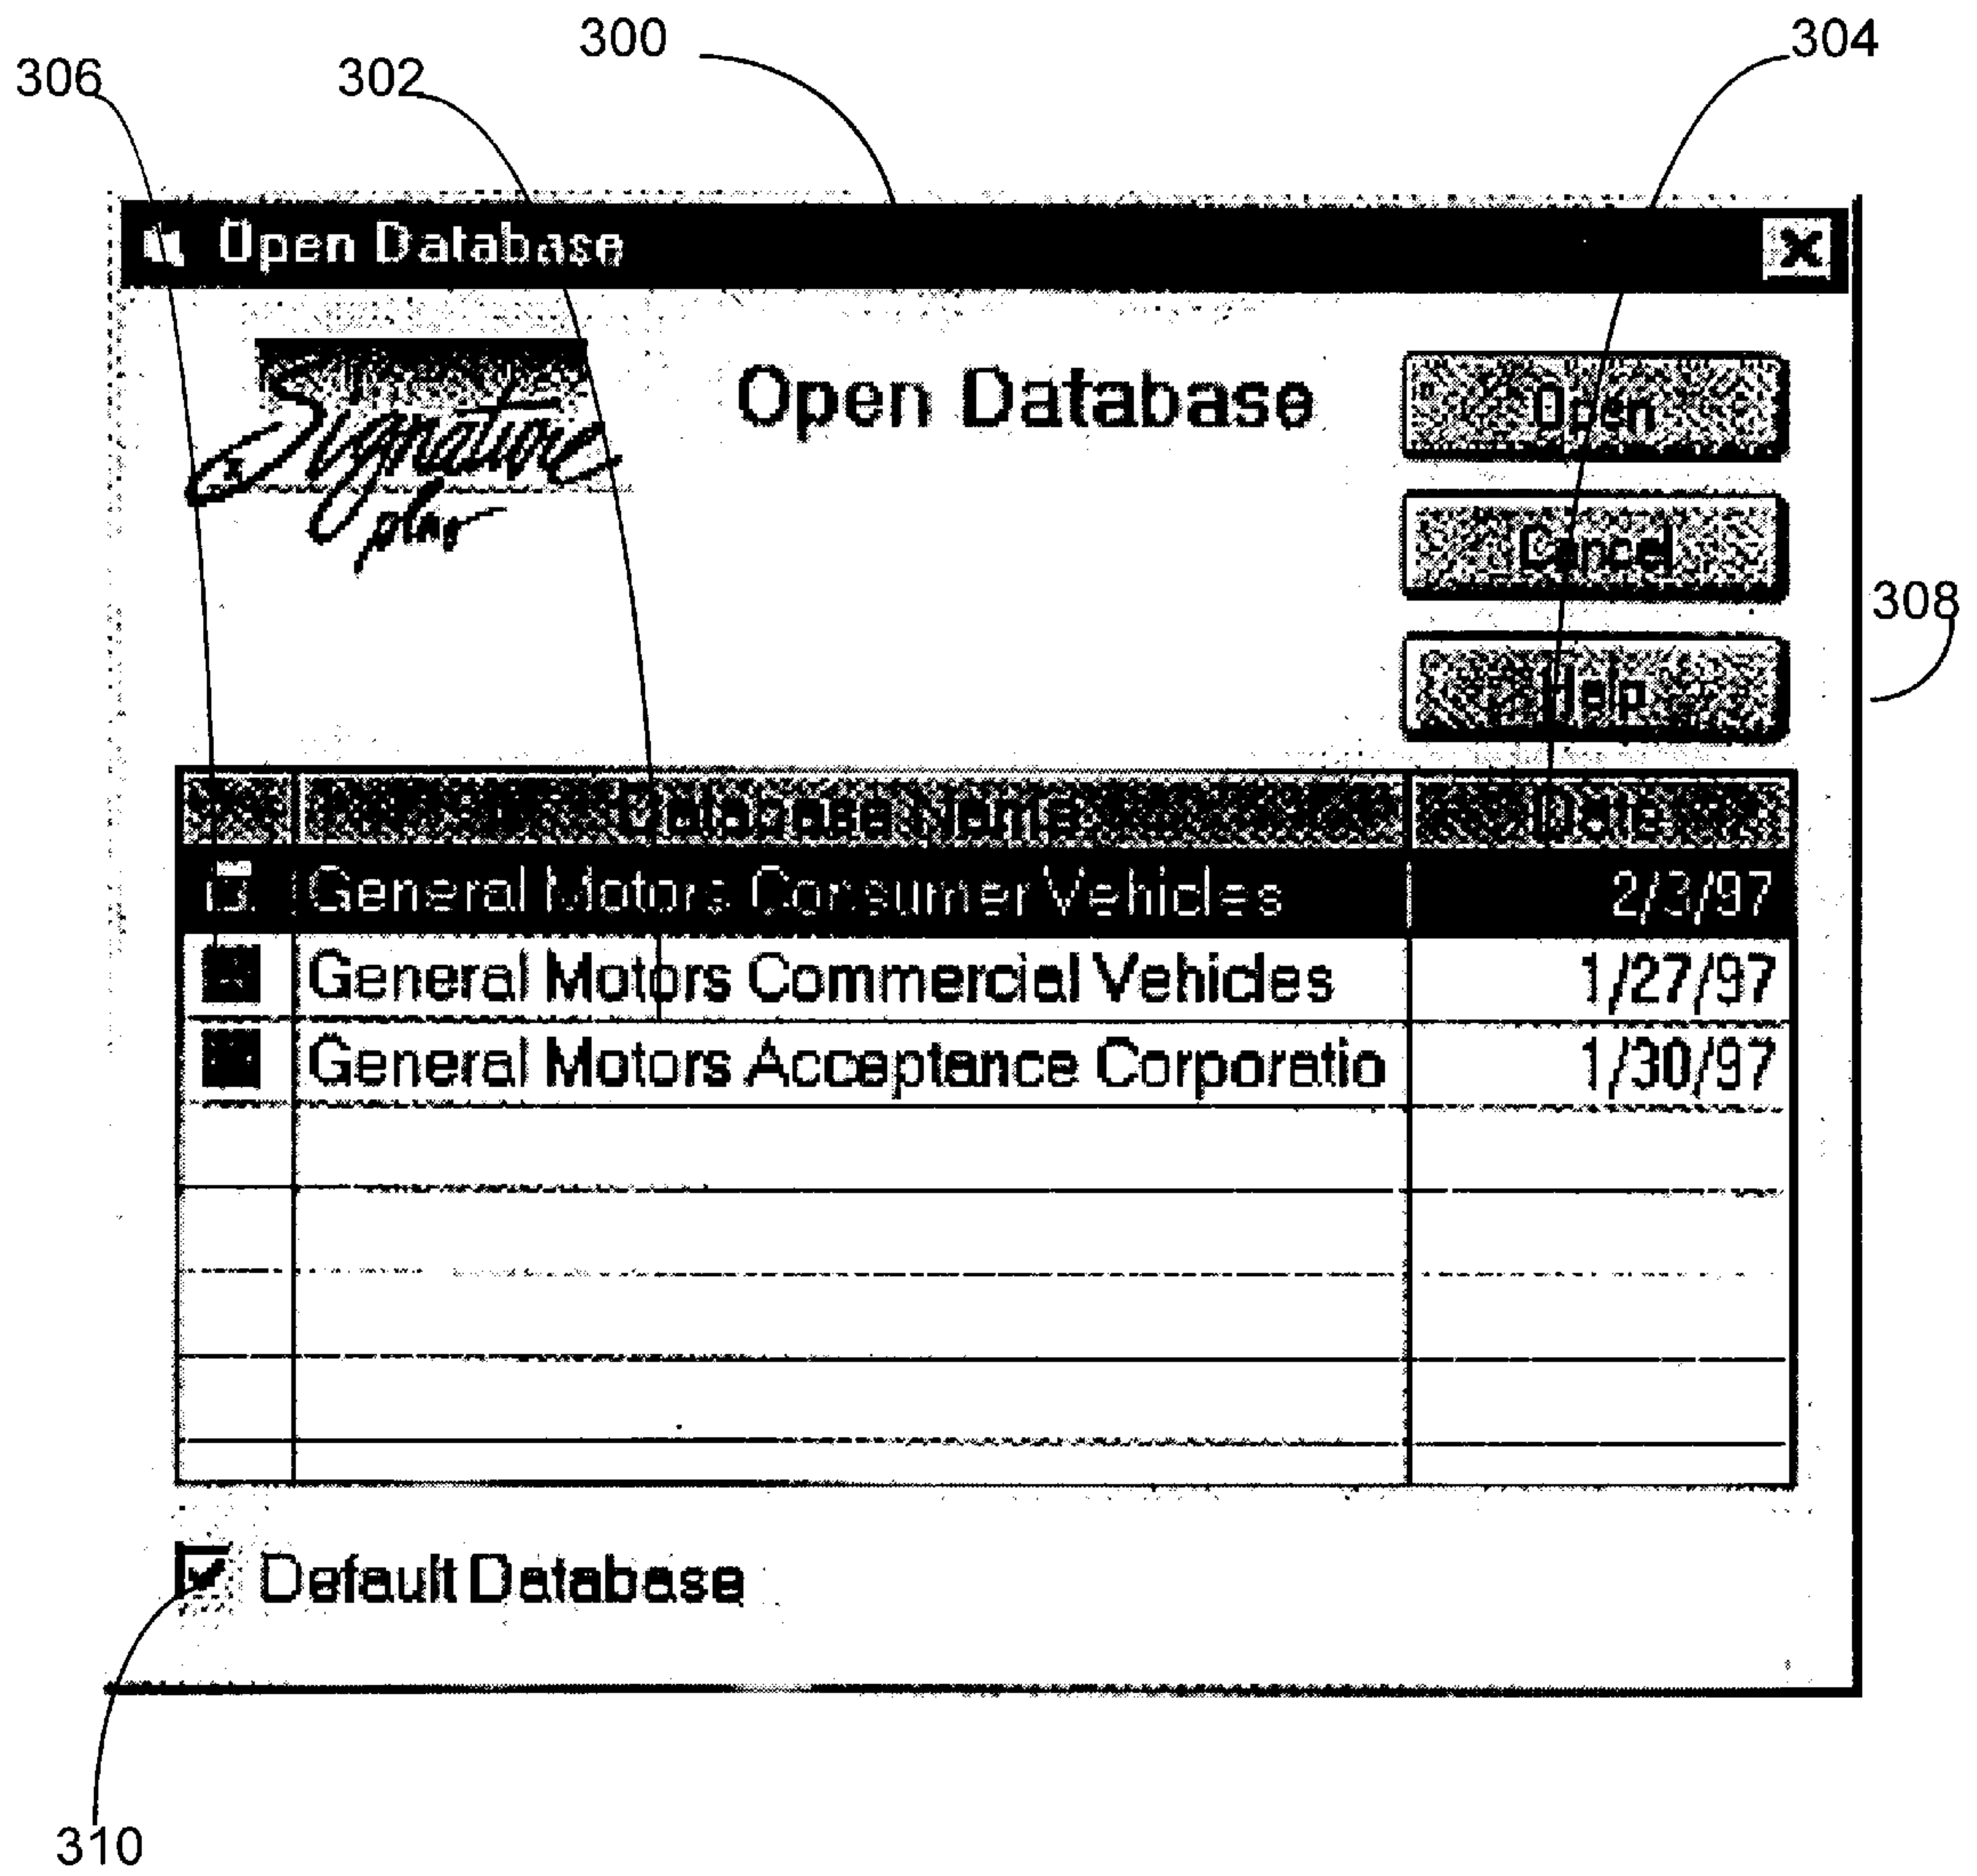 300
304
306
302
Open Database
Signature
plan
Open Database
Open
Cancel
Help
308
Database Name Date
General Motors Consumer Vehicles 2/3/97
General Motors Commercial Vehicles 1/27/97
General Motors Acceptance Corporatio 1/30/97
Default Database
310